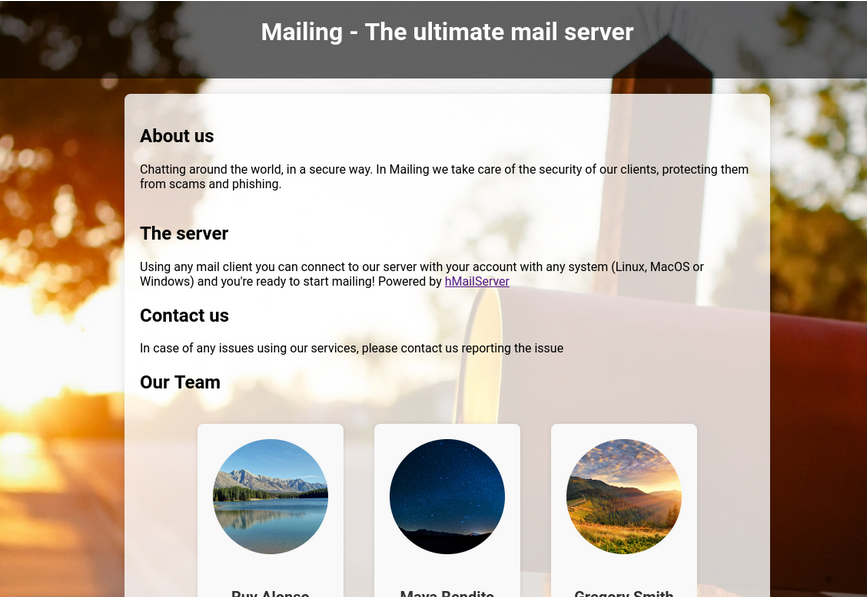 Mailing - The ultimate mail server
About us
Chatting around the world, in a secure way. In Mailing we take care of the security of our clients, protecting them
from scams and phishing.
The server
Using any mail client you can connect to our server with your account with any system (Linux, MacOS or
Windows) and you're ready to start mailing! Powered by hMailServer
Contact us
In case of any issues using our services, please contact us reporting the issue
Our Team
Ruy Alonso Maya Bendito Gregory Smith